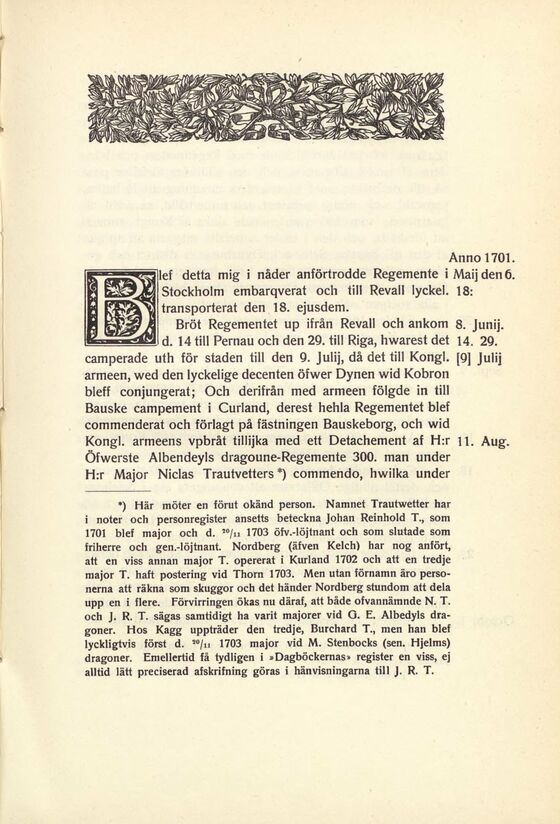 Anno 1701.
Blef detta mig i nåder anförtrodde Regemente i Maij den 6.
Stockholm embarqverat och till Revall lyckel. 18:
transporterat den 18. ejusdem.
Bröt Regementet up ifrån Revall och ankom 8. Junij.
d. 14 till Pernau och den 29. till Riga, hwarest det 14. 29.
camperade uth för staden till den 9. Julij, då det till Kongl. [9] Julij
armeen, wed den lyckelige decenten öfwer Dynen wid Kobron
bleff conjungerat; Och derifrån med armeen fölgde in till
Bauske campement i Curland, derest hehla Regementet blef
commenderat och förlagt på fästningen Bauskeborg, och wid
Kongl. armeens vpbråt tillijka med ett Detachement af H:r 11. Aug.
Öfwerste Albendeyls dragoune-Regemente 300. man under
H:r Major Niclas Trautvetters *) commendo, hwilka under
*) Här möter en förut okänd person. Namnet Trautwetter har
i noter och personregister ansetts beteckna Johan Reinhold T., som
1701 blef major och d. 20/11 1703 öfv.-löjtnant och som slutade som
friherre och gen.-löjtnant. Nordberg (äfven Kelch) har nog anfört,
att en viss annan major T. opererat i Kurland 1702 och att en tredje
major T. haft postering vid Thorn 1703. Men utan förnamn äro perso-
nerna att räkna som skuggor och det händer Nordberg stundom att dela
upp en i flere. Förvirringen ökas nu däraf, att både ofvannämnde N. T.
och J. R. T. sägas samtidigt ha varit majorer vid G. E. Albedyls dra-
goner. Hos Kagg uppträder den tredje, Burchard T., men han blef
lyckligtvis först d. 20/11 1703 major vid M. Stenbocks (sen. Hjelms)
dragoner. Emellertid få tydligen i »Dagböckernas» register en viss, ej
alltid lätt preciserad afskrifning göras i hänvisningarna till J. R. T.